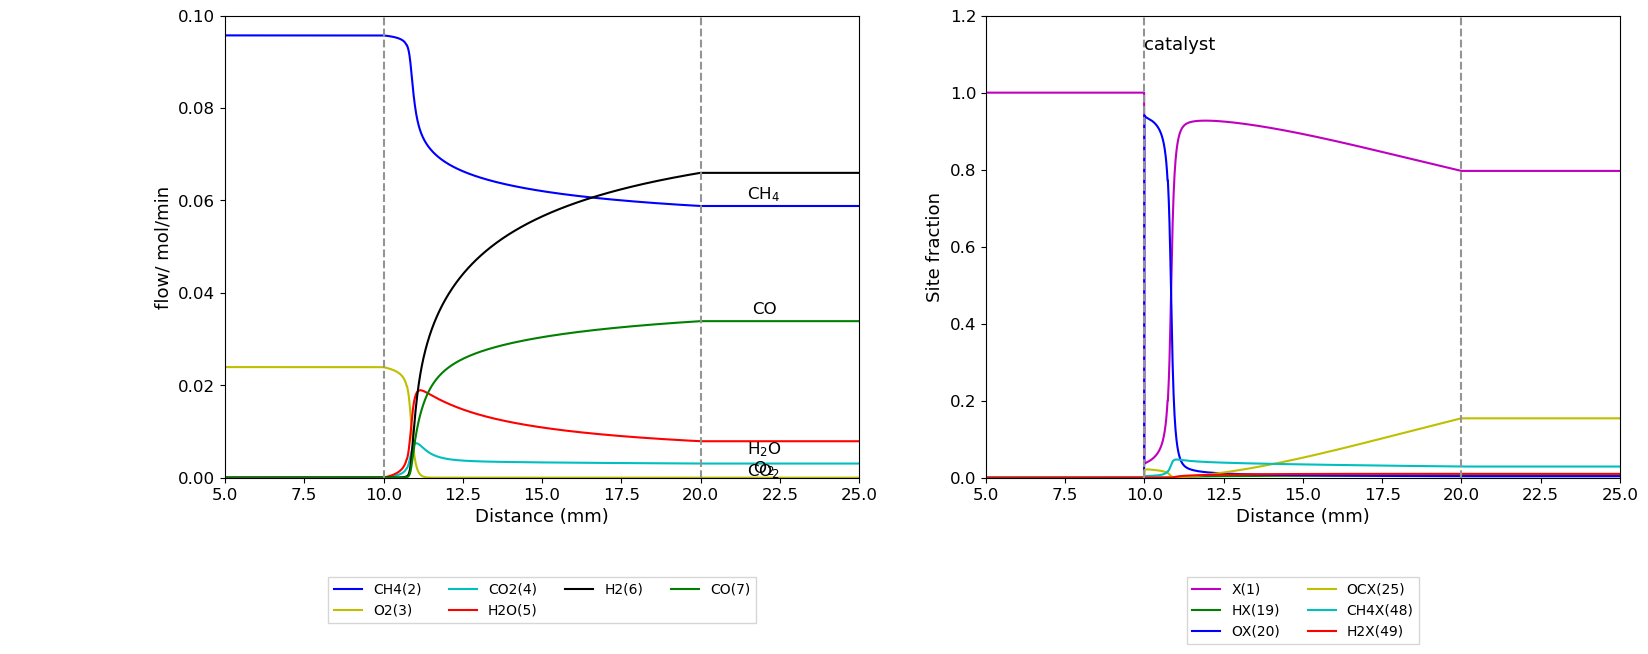 0.10
0.08
0.06
0.04
0.02
0.00
flow/ mol/min
CH₄
CO
H₂O
O₂
CO₂
5.0 7.5 10.0 12.5 15.0 17.5 20.0 22.5 25.0
Distance (mm)
CH4(2) CO2(4) H2(6) CO(7)
O2(3) H2O(5)
1.2
1.0
0.8
0.6
0.4
0.2
0.0
Site fraction
catalyst
5.0 7.5 10.0 12.5 15.0 17.5 20.0 22.5 25.0
Distance (mm)
X(1) OCX(25)
HX(19) CH4X(48)
OX(20) H2X(49)